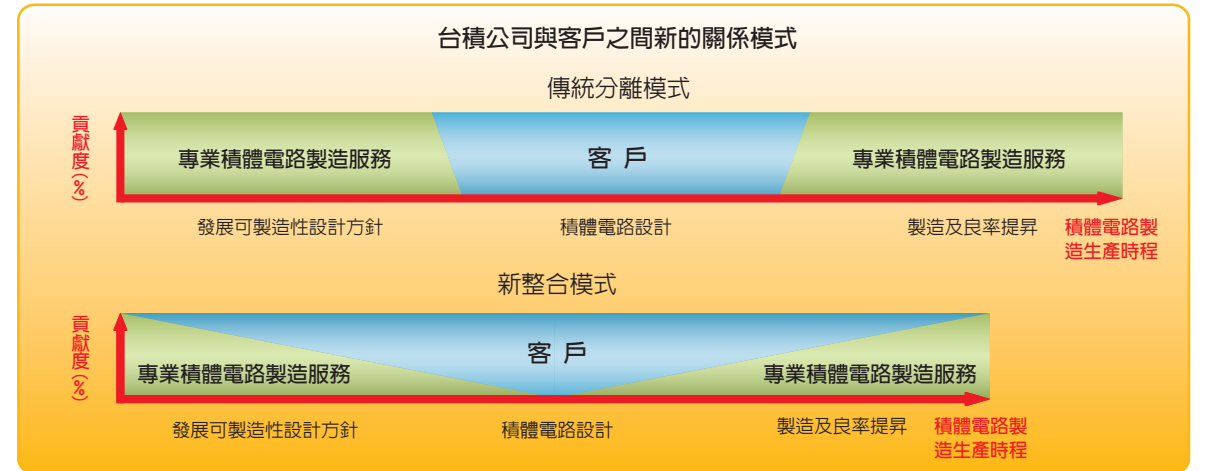 台積公司與客戶之間新的關係模式
傳統分離模式
貢獻度(%)
專業積體電路製造服務
客 戶
專業積體電路製造服務
發展可製造性設計方針
積體電路設計
製造及良率提昇
積體電路製
造生產時程
新整合模式
貢獻度(%)
專業積體電路製造服務
客 戶
專業積體電路製造服務
發展可製造性設計方針
積體電路設計
製造及良率提昇
積體電路製
造生產時程